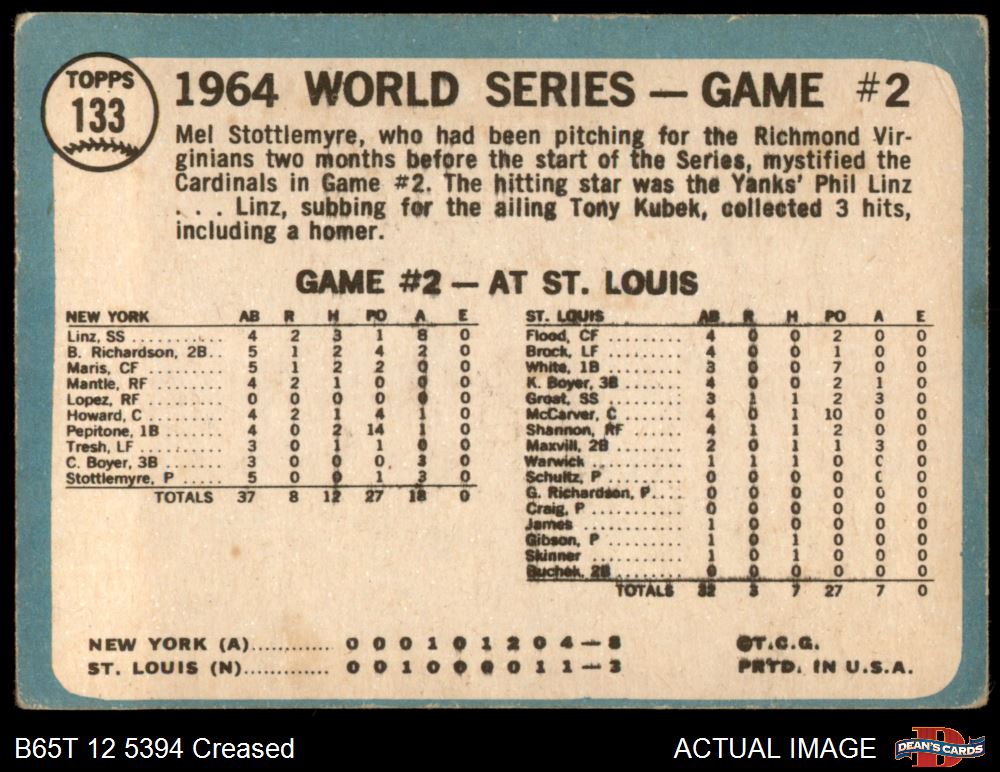 TOPPS
133
1964 WORLD SERIES — GAME #2
Mel Stottlemyre, who had been pitching for the Richmond Vir-
ginians two months before the start of the Series, mystified the
Cardinals in Game #2. The hitting star was the Yanks' Phil Linz
. . . Linz, subbing for the ailing Tony Kubek, collected 3 hits,
including a homer.
GAME #2 — AT ST. LOUIS
NEW YORK AB R H PO A E
Linz, SS ........... 4 2 3 1 8 0
B. Richardson, 2B.. 5 1 2 4 2 0
Maris, CF ......... 5 1 2 2 0 0
Mantle, RF ........ 4 2 1 0 0 0
Lopez, RF ......... 0 0 0 0 0 0
Howard, C ........ 4 2 1 4 1 0
Pepitone, 1B ....... 4 0 2 14 1 0
Tresh, LF .......... 3 0 1 1 0 0
C. Boyer, 3B ....... 3 0 0 0 3 0
Stottlemyre, P ..... 5 0 0 1 3 0
TOTALS 37 8 12 27 18 0
ST. LOUIS AB R H PO A E
Flood, CF ......... 4 0 0 2 0 0
Brock, LF ......... 4 0 0 1 0 0
White, 1B ......... 3 0 0 7 0 0
K. Boyer, 3B ...... 4 0 0 2 1 0
Groat, SS ......... 3 1 1 2 3 0
McCarver, C ....... 4 0 1 10 0 0
Shannon, RF ....... 4 1 1 2 0 0
Maxvill, 2B ........ 2 0 1 1 3 0
Warwick .......... 1 1 1 0 0 0
Schultz, P ......... 0 0 0 0 0 0
G. Richardson, P.... 0 0 0 0 0 0
Craig, P .......... 0 0 0 0 0 0
James ............ 1 0 0 0 0 0
Gibson, P ......... 1 0 1 0 0 0
Skinner ........... 1 0 1 0 0 0
Buchek, 2B ........ 0 0 0 0 0 0
TOTALS 32 3 7 27 7 0
NEW YORK (A)............. 0 0 0 1 0 1 2 0 4 — 8
ST. LOUIS (N)............. 0 0 1 0 0 0 0 1 1 — 3
©T.C.G.
PRTD. IN U.S.A.
B65T 12 5394 Creased
ACTUAL IMAGE
DEAN'S CARDS